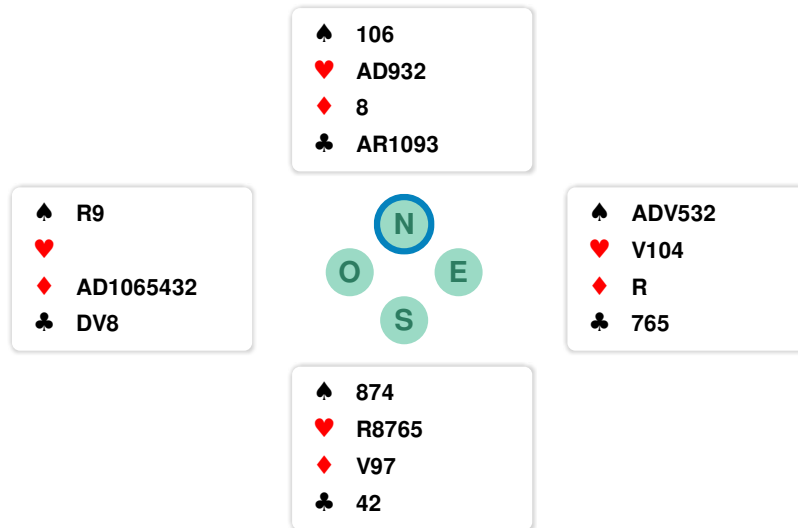 ♠ 106
♥ AD932
♦ 8
♣ AR1093
♠ R9
♥
♦ AD1065432
♣ DV8
N
O
E
S
♠ ADV532
♥ V104
♦ R
♣ 765
♠ 874
♥ R8765
♦ V97
♣ 42